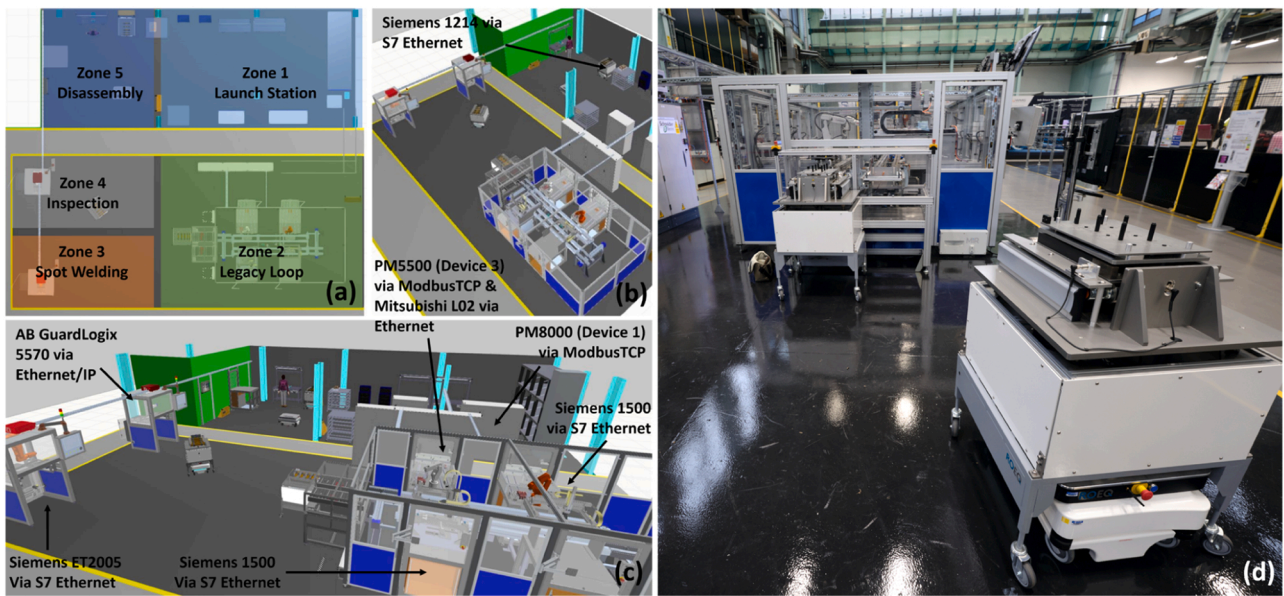 Zone 5
Disassembly
Zone 1
Launch Station
Zone 4
Inspection
Zone 3
Spot Welding
Zone 2
Legacy Loop
(a)
Siemens 1214 via
S7 Ethernet
(b)
PM5500 (Device 3)
via ModbusTCP &
Mitsubishi L02 via
Ethernet
AB GuardLogix
5570 via
Ethernet/IP
PM8000 (Device 1)
via ModbusTCP
Siemens 1500
via S7 Ethernet
Siemens ET2005
Via S7 Ethernet
Siemens 1500
Via S7 Ethernet
(c)
ROEQ
(d)